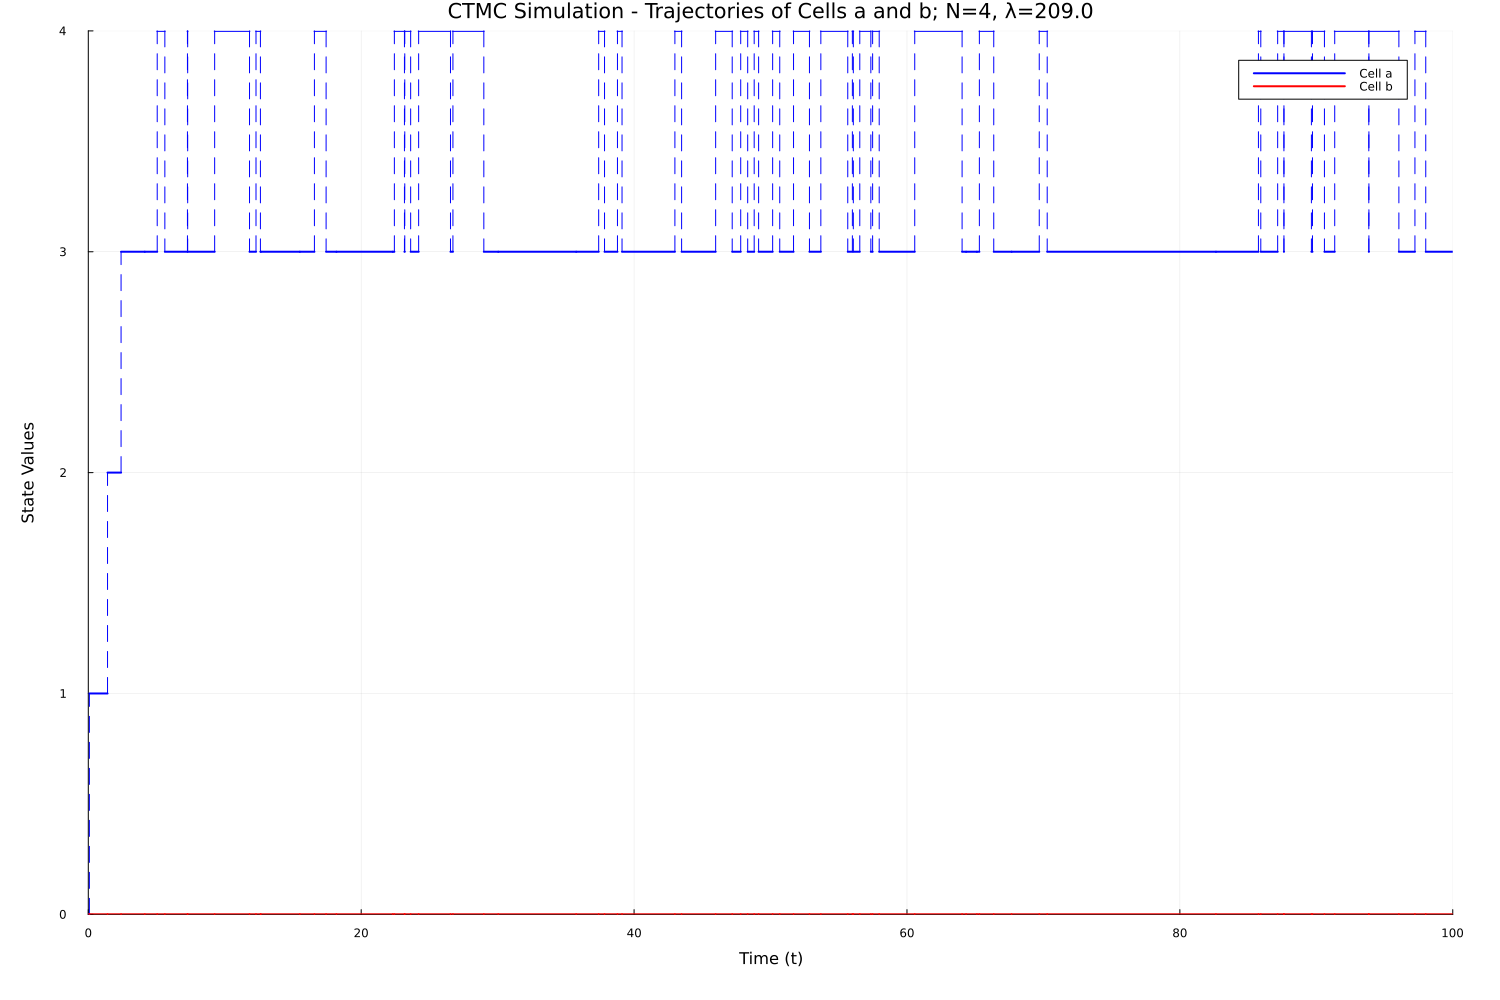 CTMC Simulation - Trajectories of Cells a and b; N=4, λ=209.0
4
Cell a
Cell b
3
State Values
2
1
0
0 20 40 60 80 100
Time (t)